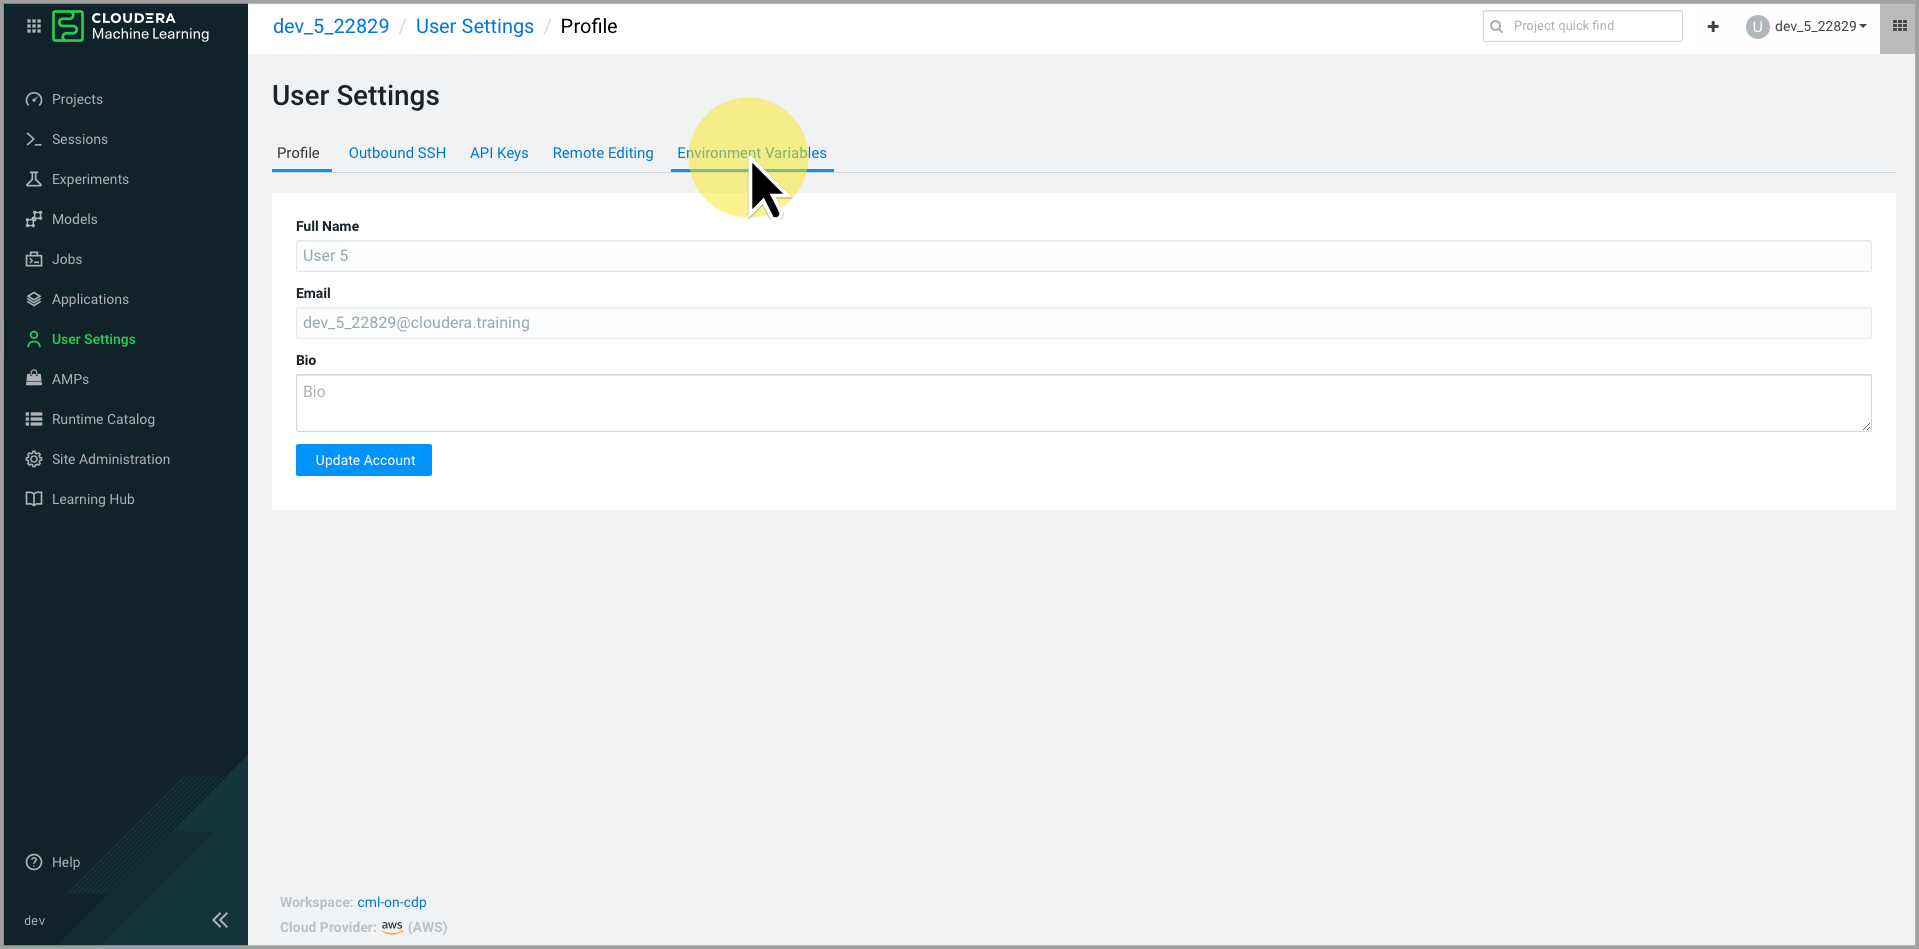 CLOUDERA
Machine Learning
dev_5_22829 / User Settings / Profile
Project quick find
U dev_5_22829
Projects
Sessions
Experiments
Models
Jobs
Applications
User Settings
AMPs
Runtime Catalog
Site Administration
Learning Hub
Help
dev
User Settings
Profile Outbound SSH API Keys Remote Editing Environment Variables
Full Name
User 5
Email
dev_5_22829@cloudera.training
Bio
Bio
Update Account
Workspace: cml-on-cdp
Cloud Provider: aws (AWS)